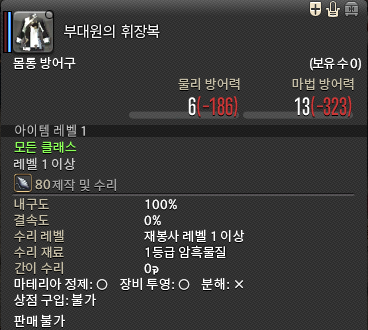 부대원의 휘장복
몸통 방어구 (보유 수 0)
물리 방어력 마법 방어력
6(-186) 13(-323)
아이템 레벨 1
모든 클래스
레벨 1 이상
80제작 및 수리
내구도 100%
결속도 0%
수리 레벨 재봉사 레벨 1 이상
수리 재료 1등급 암흑물질
간이 수리 0
마테리아 정제: ○ 장비 투영: ○ 분해: ×
상점 구입: 불가
판매 불가